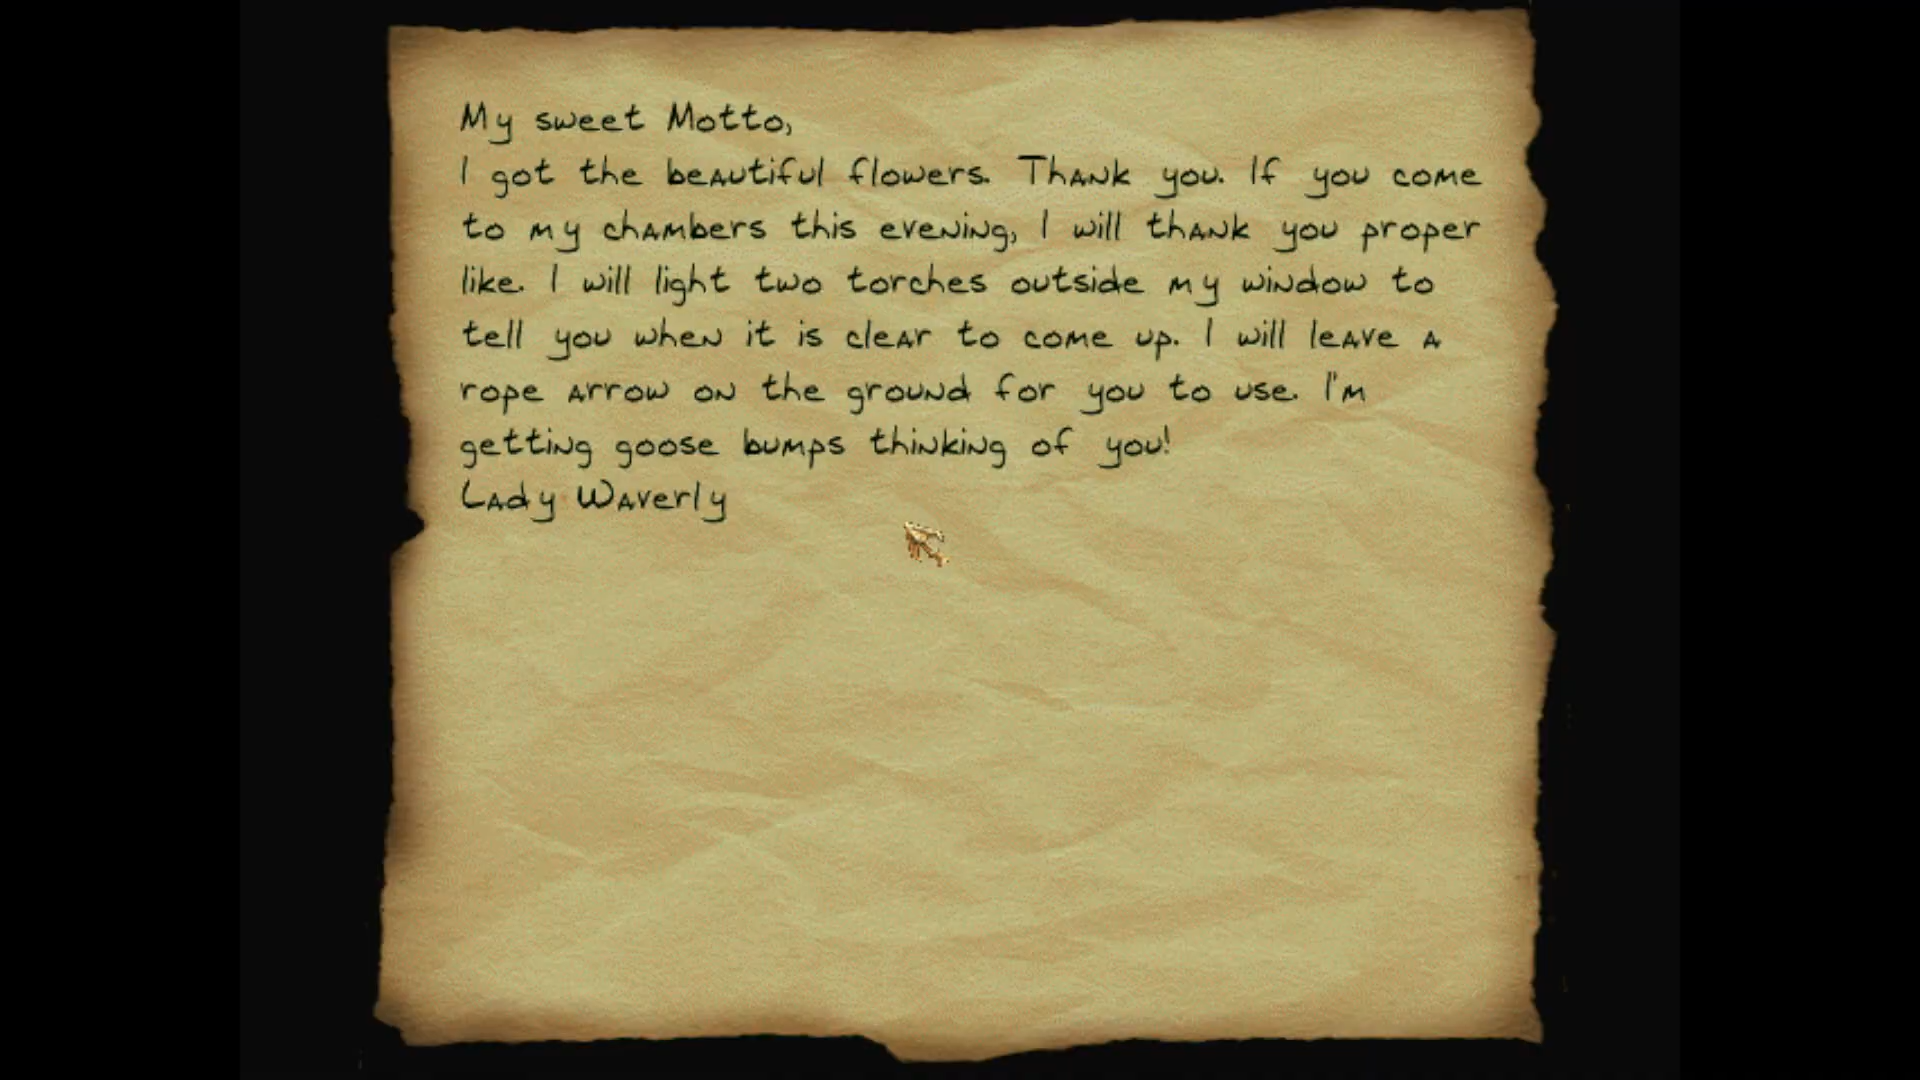 My sweet Motto,
I got the beautiful flowers. Thank you. If you come
to my chambers this evening, I will thank you proper
like. I will light two torches outside my window to
tell you when it is clear to come up. I will leave a
rope arrow on the ground for you to use. I'm
getting goose bumps thinking of you!
Lady Waverly